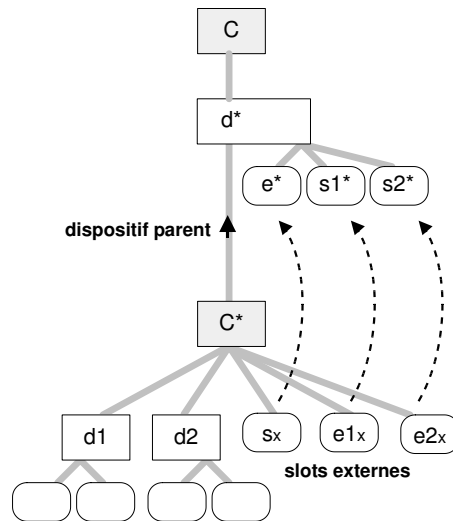 C
d*
e* s1* s2*
dispositif parent
C*
d1 d2 sx e1x e2x
slots externes